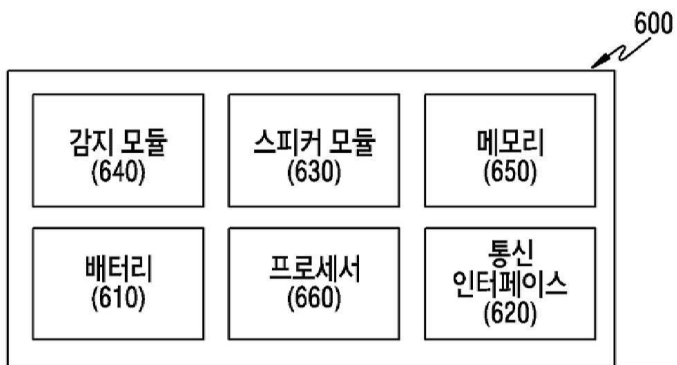 600
감지 모듈
(640)
스피커 모듈
(630)
메모리
(650)
배터리
(610)
프로세서
(660)
통신
인터페이스
(620)